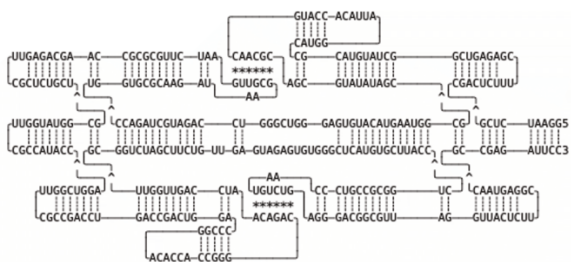 GUACC ACAUUA
CAUGG
UUGAGACGA AC CGCGCGUUC UAA CAACGC CG CAUGUAUCG GCUGAGAGC
******
CGCUCUGCU UG GUGCGCAAG AU GUUGCG AGC GUAUAUAGC CGACUCUUU
AA
UUGGUAUGG CG CCAGAUCGUAGAC CU GGGCUGG GAGUGUACAUGAAUGG CG GCUC UAAGG5
CGCCAUACC GC GGUCUAGCUUCUG UU GA GUAGAGUGUGGGCUCAUGUGCUUACC GC CGAG AUUCC3
AA
UUGGCUGGA UUGGUUGAC CUA UGUCUG CC CUGCCGCGG UC CAAUGAGGC
******
CGCCGACCU GACCGACUGG GA ACAGAC AGG GACGGCGUU AG GUUACUCUU
GGCCC
ACACCA CCGGG